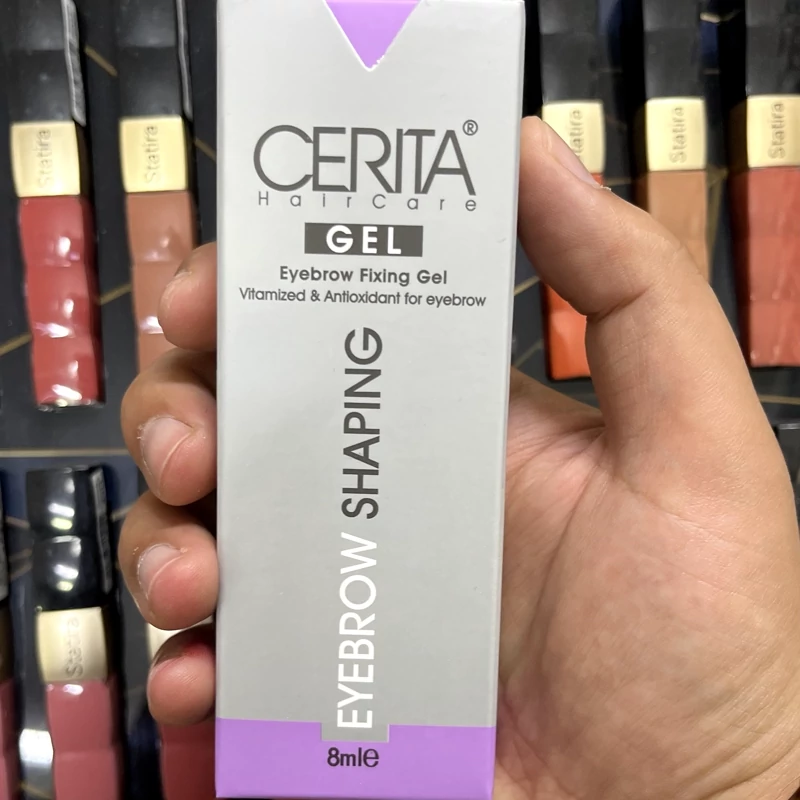 CERITA®
HairCare
GEL
Eyebrow Fixing Gel
Vitamized & Antioxidant for eyebrow
EYEBROW SHAPING
8ml℮
Statira
Statira
Statira
Statira
Statira
Statira